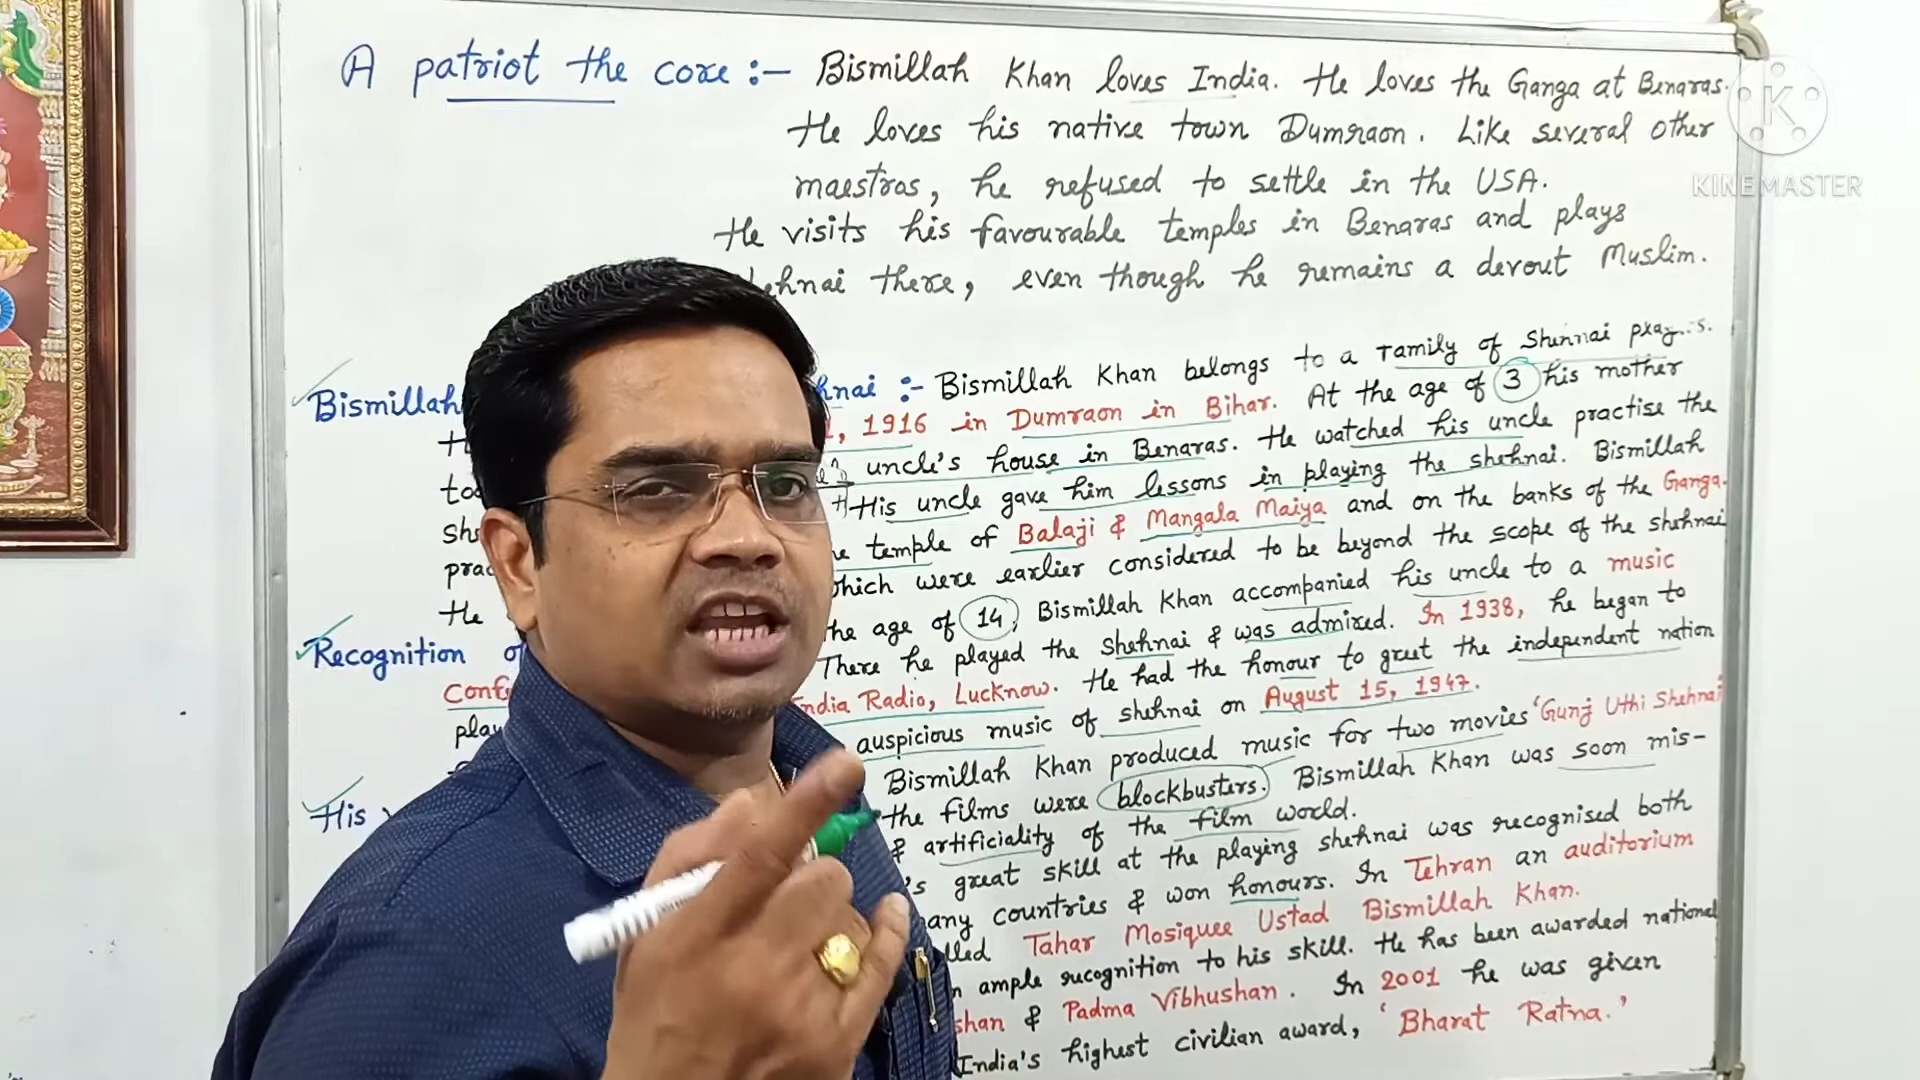 A patriot the core :- Bismillah Khan loves India. He loves the Ganga at Benaras.
He loves his native town Dumraon. Like several other
maestros, he refused to settle in the USA.
He visits his favourable temples in Benaras and plays
there, even though he remains a devout Muslim.
Bismillah :- Bismillah Khan belongs to a family of Shehnai
1, 1916 in Dumraon in Bihar. At the age of 3 his mother
uncle's house in Benaras. He watched his uncle practise the
His uncle gave him lessons in playing the shehnai. Bismillah
temple of Balaji & Mangala Maiya and on the banks of the Ganga.
which were earlier considered to be beyond the scope of the shehnai
He
Recognition
the age of 14, Bismillah Khan accompanied his uncle to a music
There he played the Shehnai & was admired. In 1938, he began to
India Radio, Lucknow. He had the honour to greet the independent nation
auspicious music of shehnai on August 15, 1947.
His
Bismillah Khan produced music for two movies 'Gunj Uthi Shehnai
the films were blockbusters. Bismillah Khan was soon mis-
& artificiality of the film world.
's great skill at the playing shehnai was recognised both
many countries & won honours. In Tehran an auditorium
Tahar Mosiquee Ustad Bismillah Khan.
ample recognition to his skill. He has been awarded national
& Padma Vibhushan. In 2001 he was given
India's highest civilian award, 'Bharat Ratna.'
K
KINEMASTER